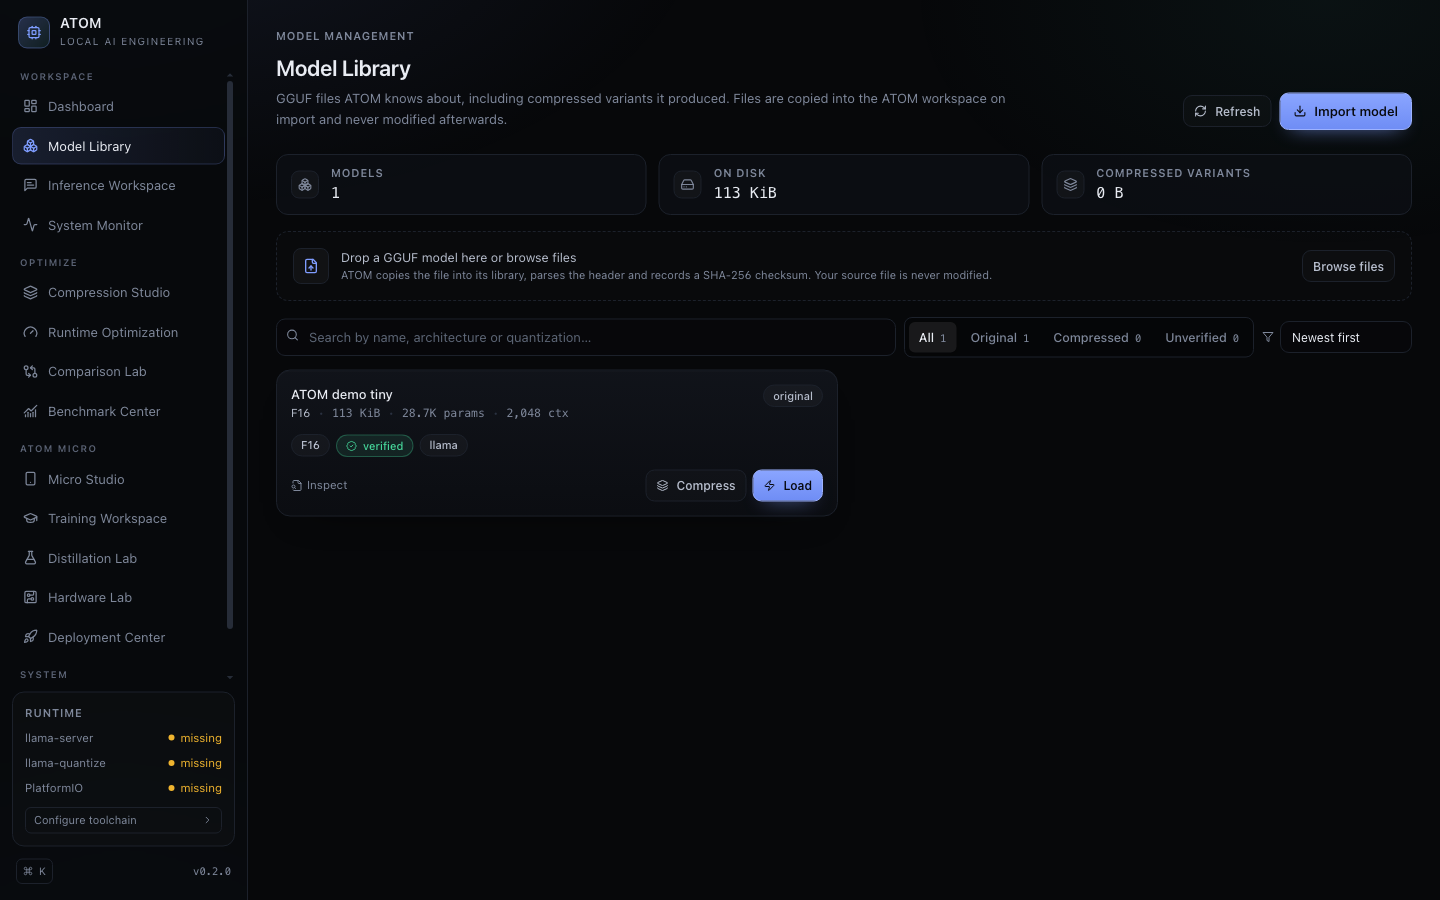 ATOM
LOCAL AI ENGINEERING
WORKSPACE
Dashboard
Model Library
Inference Workspace
System Monitor
OPTIMIZE
Compression Studio
Runtime Optimization
Comparison Lab
Benchmark Center
ATOM MICRO
Micro Studio
Training Workspace
Distillation Lab
Hardware Lab
Deployment Center
SYSTEM
RUNTIME
llama-server missing
llama-quantize missing
PlatformIO missing
Configure toolchain
⌘ K v0.2.0
MODEL MANAGEMENT
Model Library
GGUF files ATOM knows about, including compressed variants it produced. Files are copied into the ATOM workspace on
import and never modified afterwards.
Refresh Import model
MODELS
1
ON DISK
113 KiB
COMPRESSED VARIANTS
0 B
Drop a GGUF model here or browse files
ATOM copies the file into its library, parses the header and records a SHA-256 checksum. Your source file is never modified.
Browse files
Search by name, architecture or quantization...
All 1 Original 1 Compressed 0 Unverified 0 Newest first
ATOM demo tiny original
F16 · 113 KiB · 28.7K params · 2,048 ctx
F16 verified llama
Inspect Compress Load